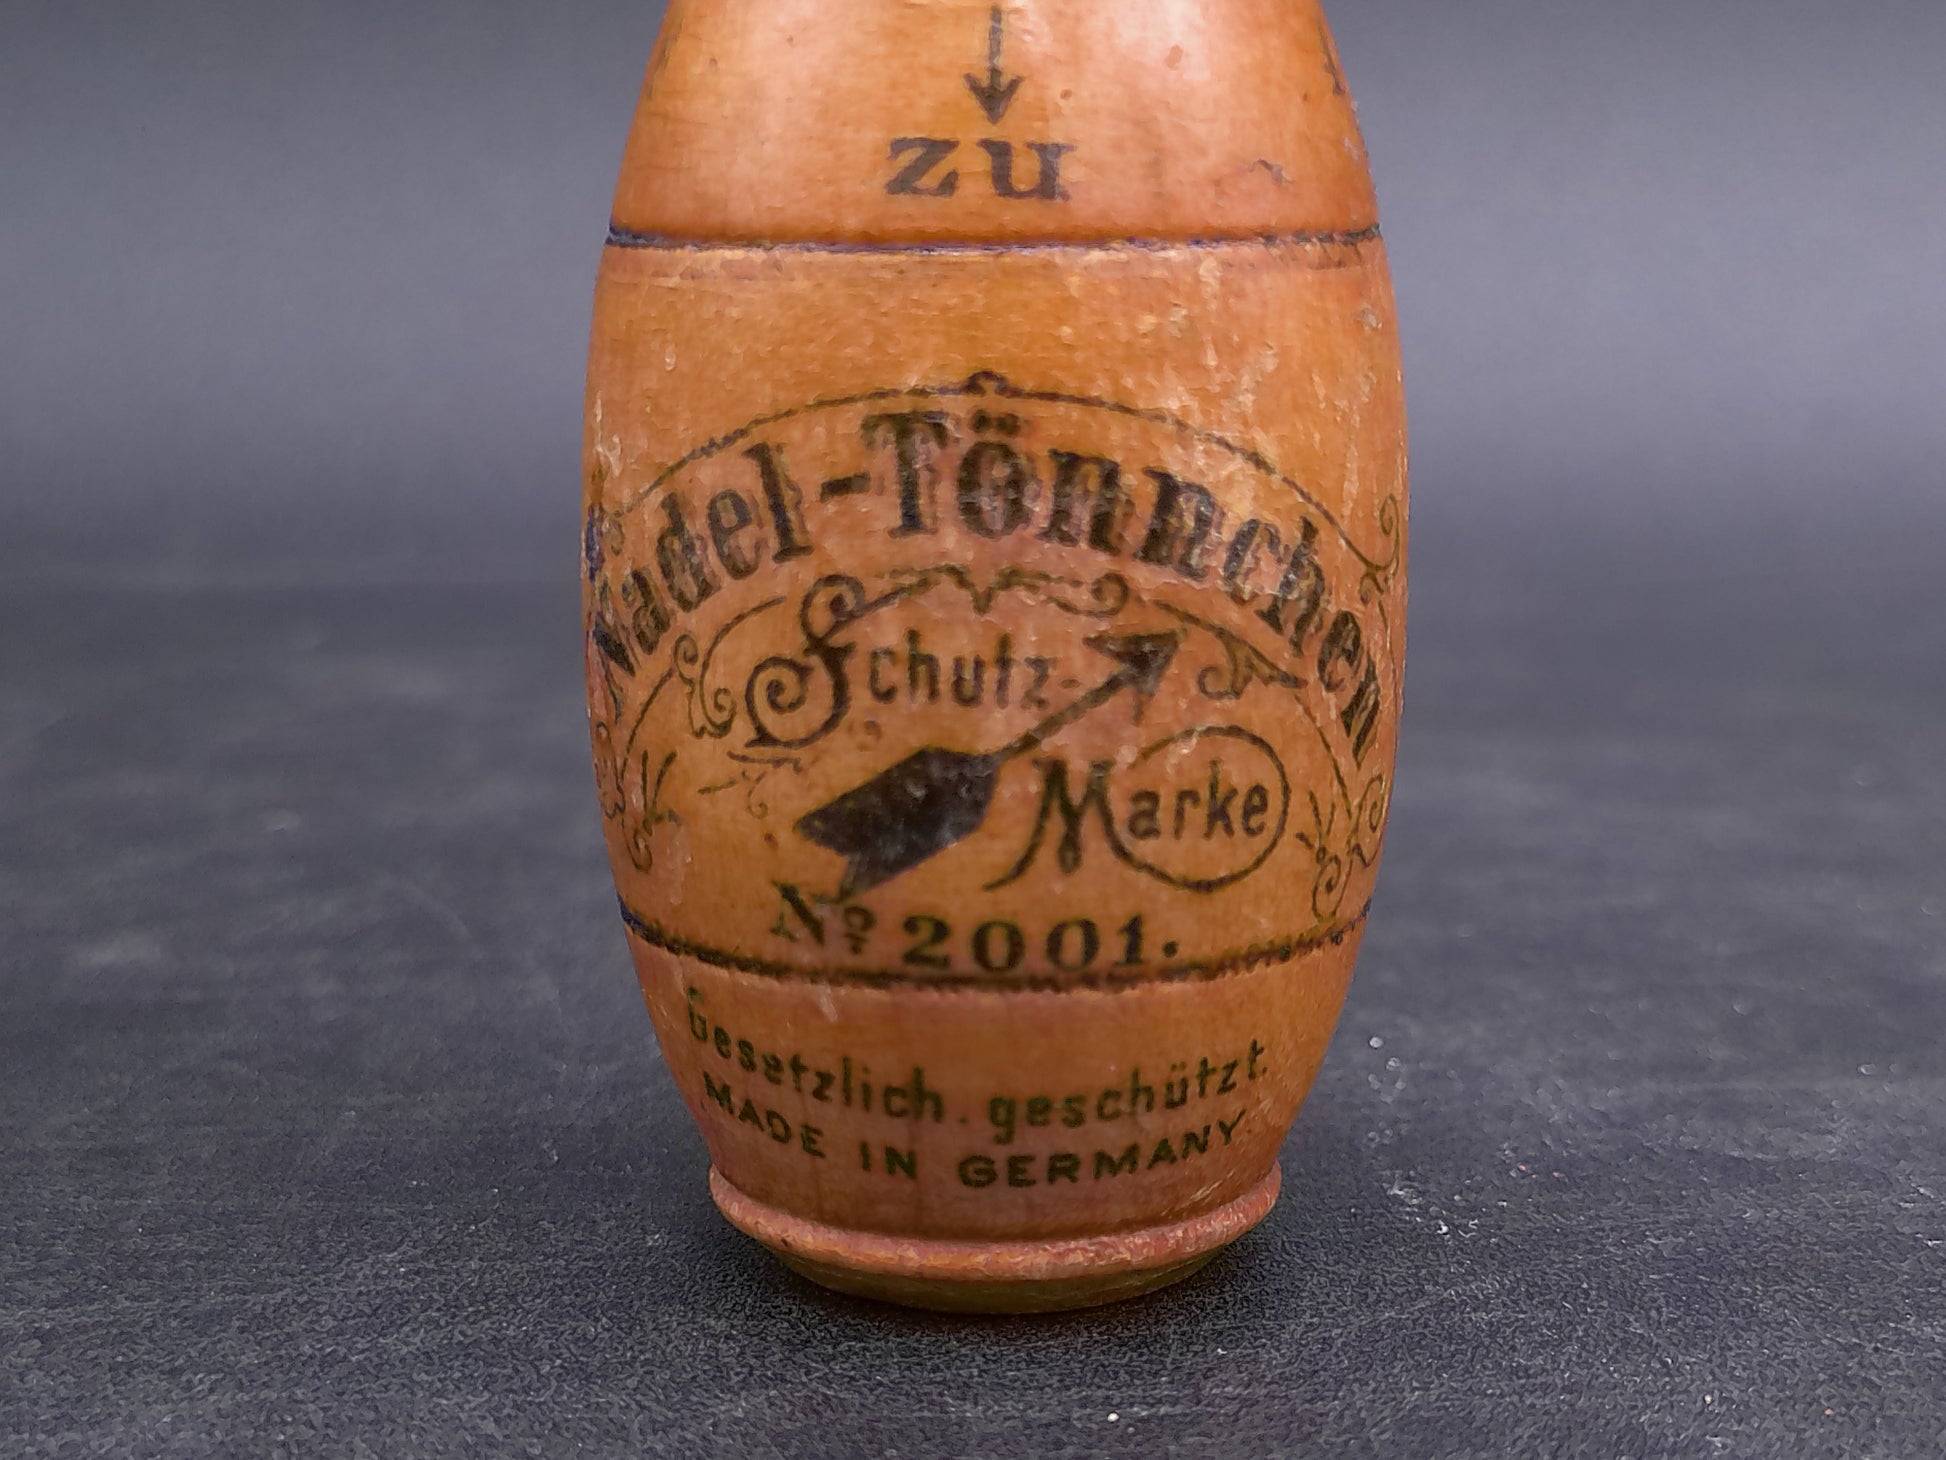 zu
Nadel-Tönnchen
Schutz-
Marke
No 2001.
Gesetzlich. geschützt.
MADE IN GERMANY.